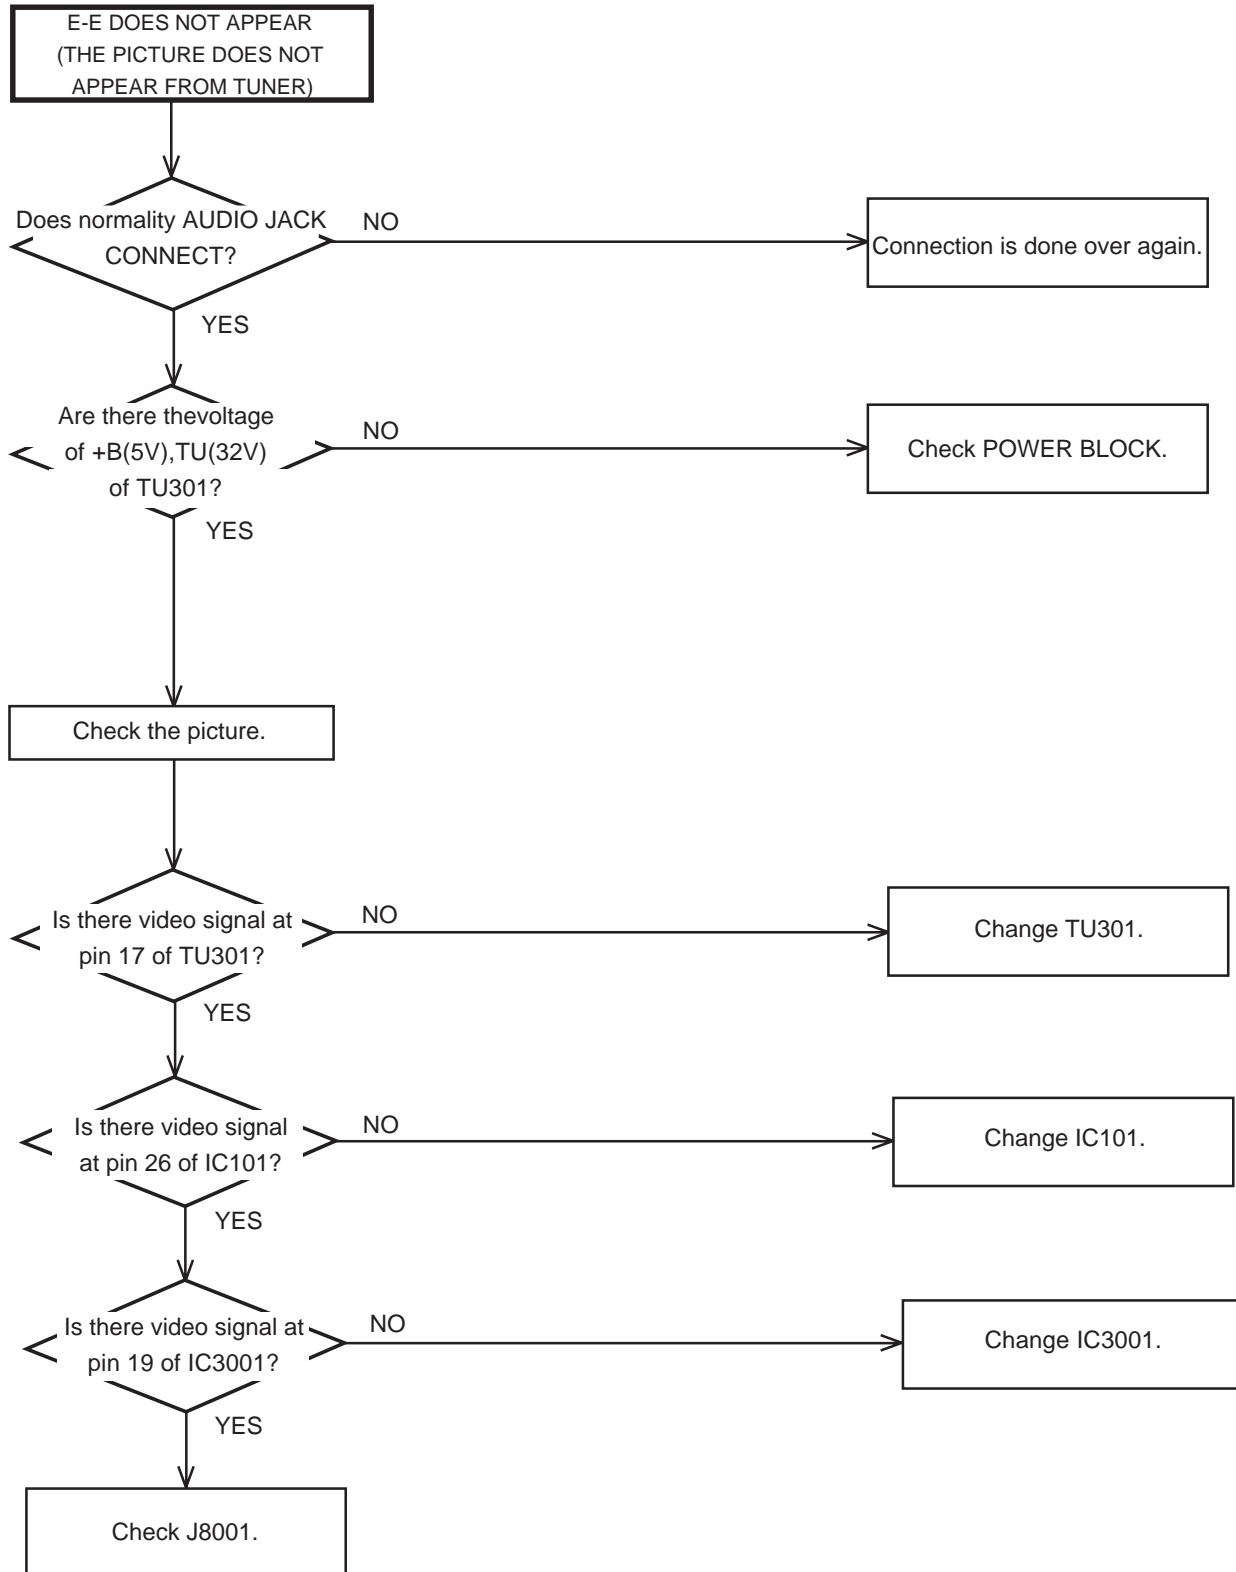 E-E DOES NOT APPEAR
(THE PICTURE DOES NOT
APPEAR FROM TUNER)
Does normality AUDIO JACK
CONNECT?
NO
Connection is done over again.
YES
Are there thevoltage
of +B(5V),TU(32V)
of TU301?
NO
Check POWER BLOCK.
YES
Check the picture.
Is there video signal at
pin 17 of TU301?
NO
Change TU301.
YES
Is there video signal
at pin 26 of IC101?
NO
Change IC101.
YES
Is there video signal at
pin 19 of IC3001?
NO
Change IC3001.
YES
Check J8001.